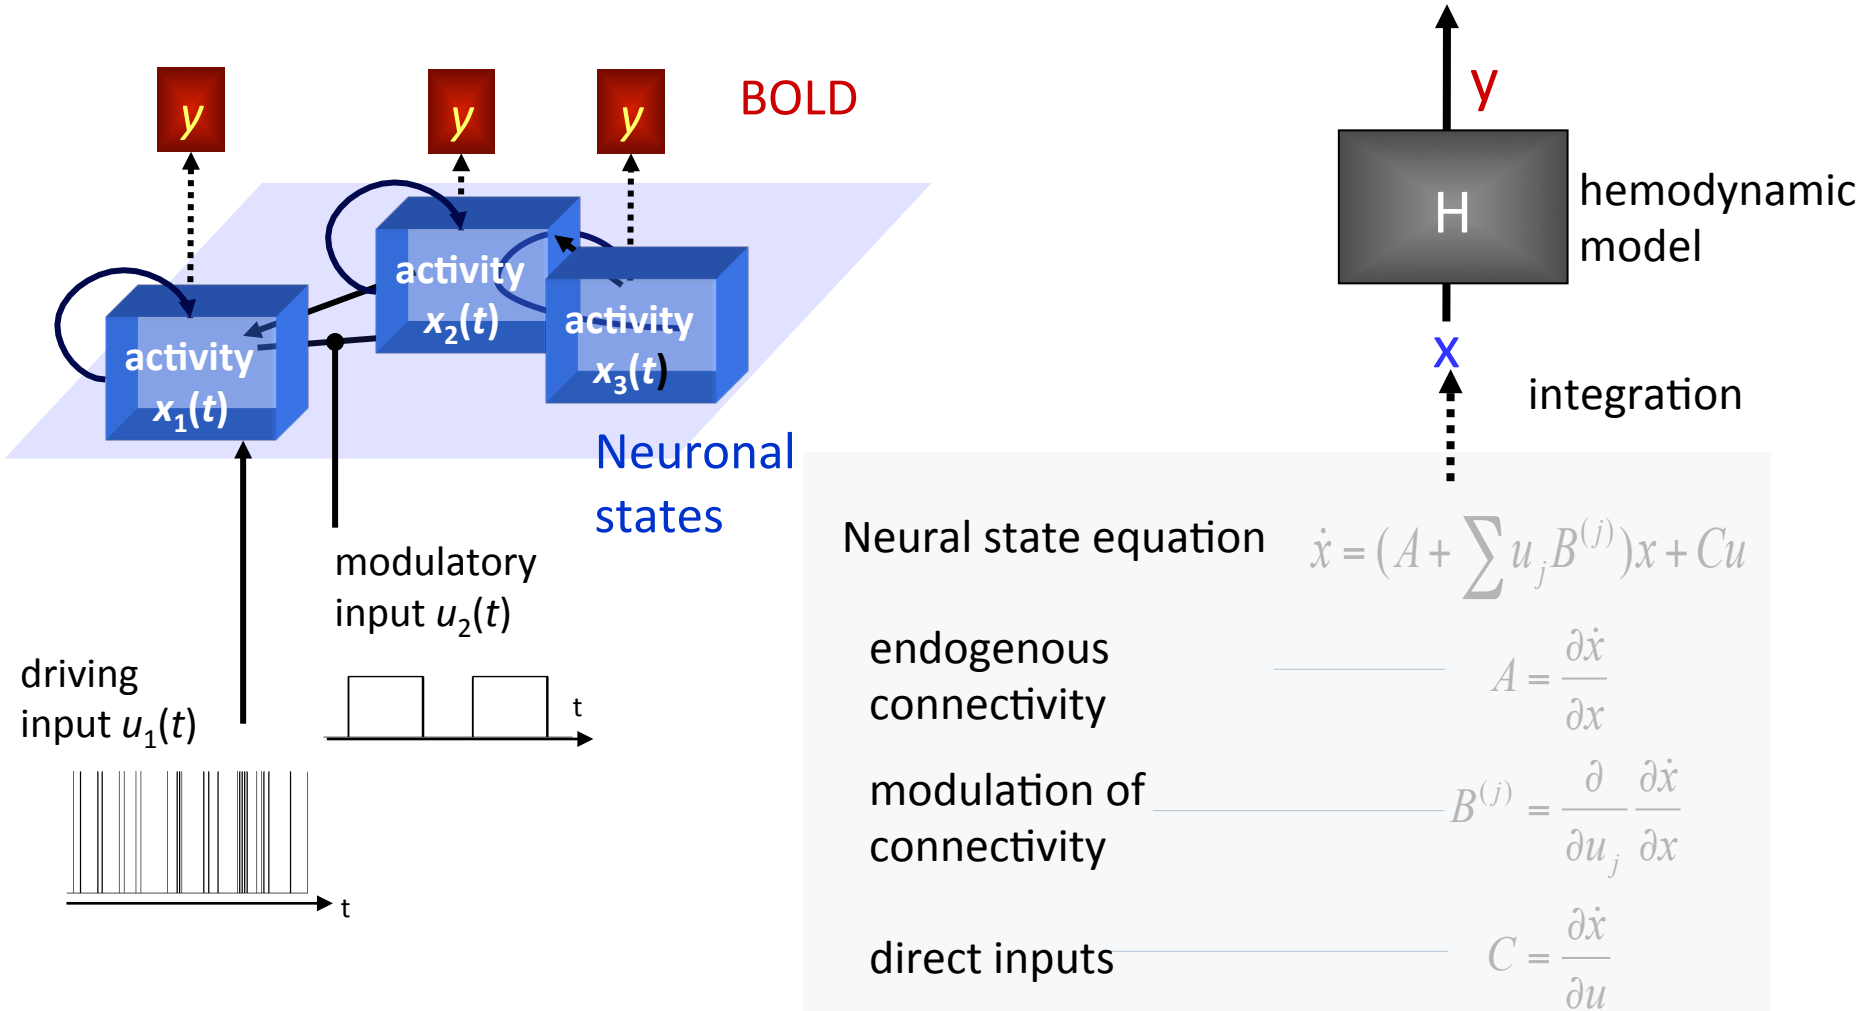 y
y
y
BOLD
activity
x₁(t)
activity
x₂(t)
activity
x₃(t)
Neuronal
states
modulatory
input u₂(t)
t
driving
input u₁(t)
t
y
H
hemodynamic
model
x
integration
Neural state equation ẋ = (A + ∑ uⱼB⁽ʲ⁾)x + Cu
endogenous
connectivity
A = ∂ẋ/∂x
modulation of
connectivity
B⁽ʲ⁾ = ∂/∂uⱼ ∂ẋ/∂x
direct inputs
C = ∂ẋ/∂u